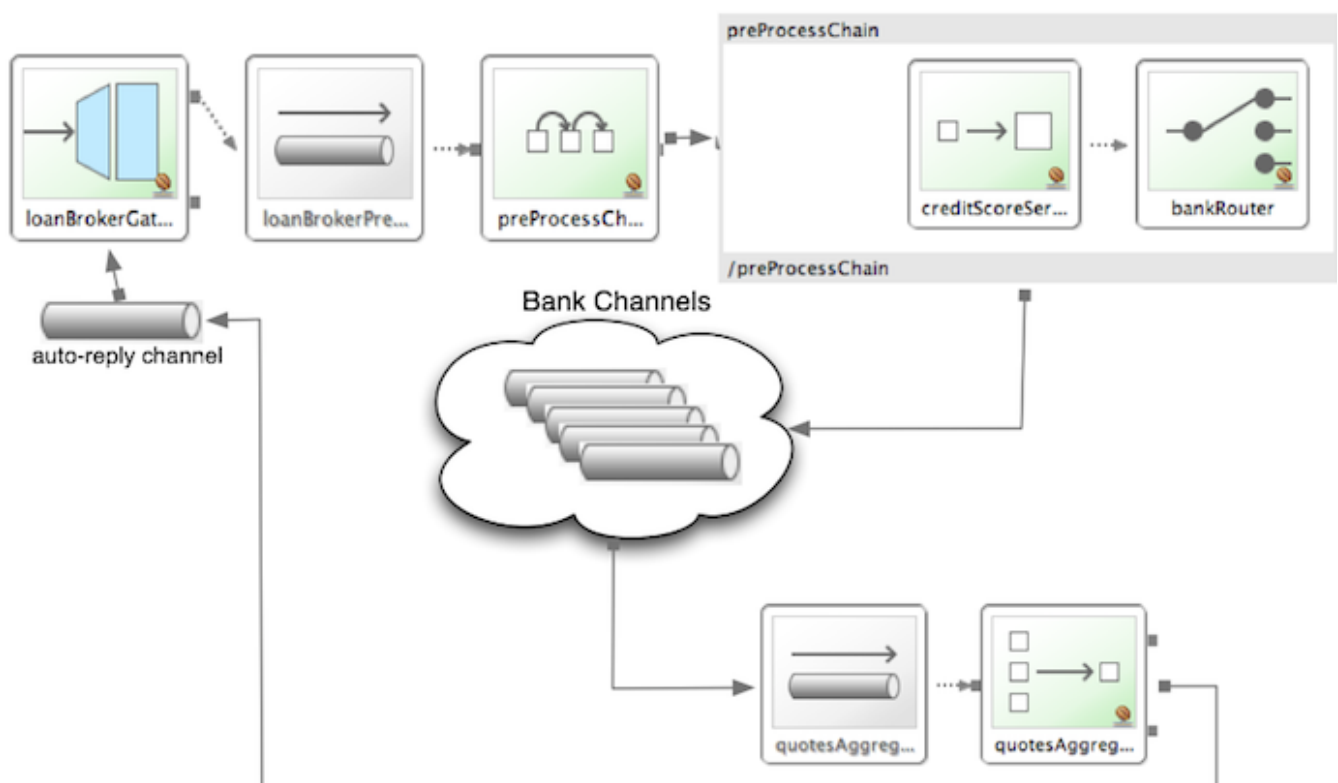 preProcessChain
loanBrokerGat...
loanBrokerPre...
preProcessCh...
creditScoreSer...
bankRouter
/preProcessChain
Bank Channels
auto-reply channel
quotesAggreg...
quotesAggreg...